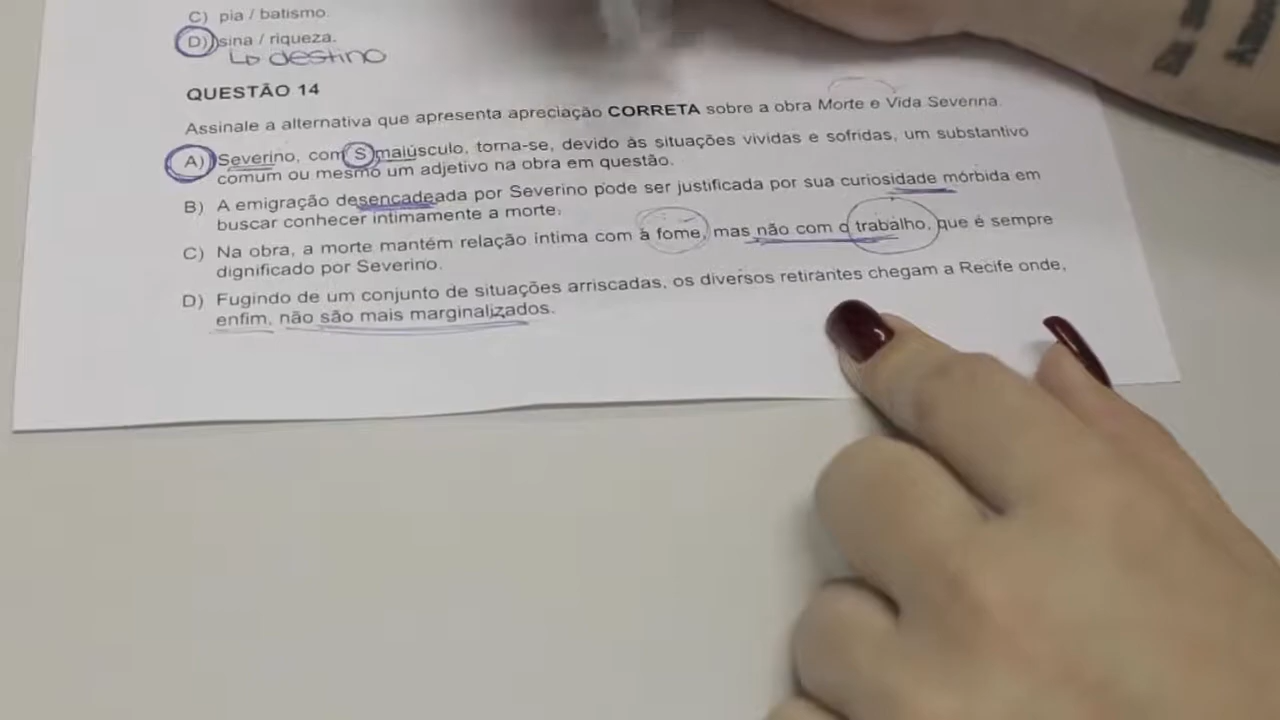 C) pia / batismo.
D) sina / riqueza.
↳ destino
QUESTÃO 14
Assinale a alternativa que apresenta apreciação CORRETA sobre a obra Morte e Vida Severina.
A) Severino, com S maiúsculo, torna-se, devido às situações vividas e sofridas, um substantivo
comum ou mesmo um adjetivo na obra em questão.
B) A emigração desencadeada por Severino pode ser justificada por sua curiosidade mórbida em
buscar conhecer intimamente a morte.
C) Na obra, a morte mantém relação íntima com a fome, mas não com o trabalho, que é sempre
dignificado por Severino.
D) Fugindo de um conjunto de situações arriscadas, os diversos retirantes chegam a Recife onde,
enfim, não são mais marginalizados.